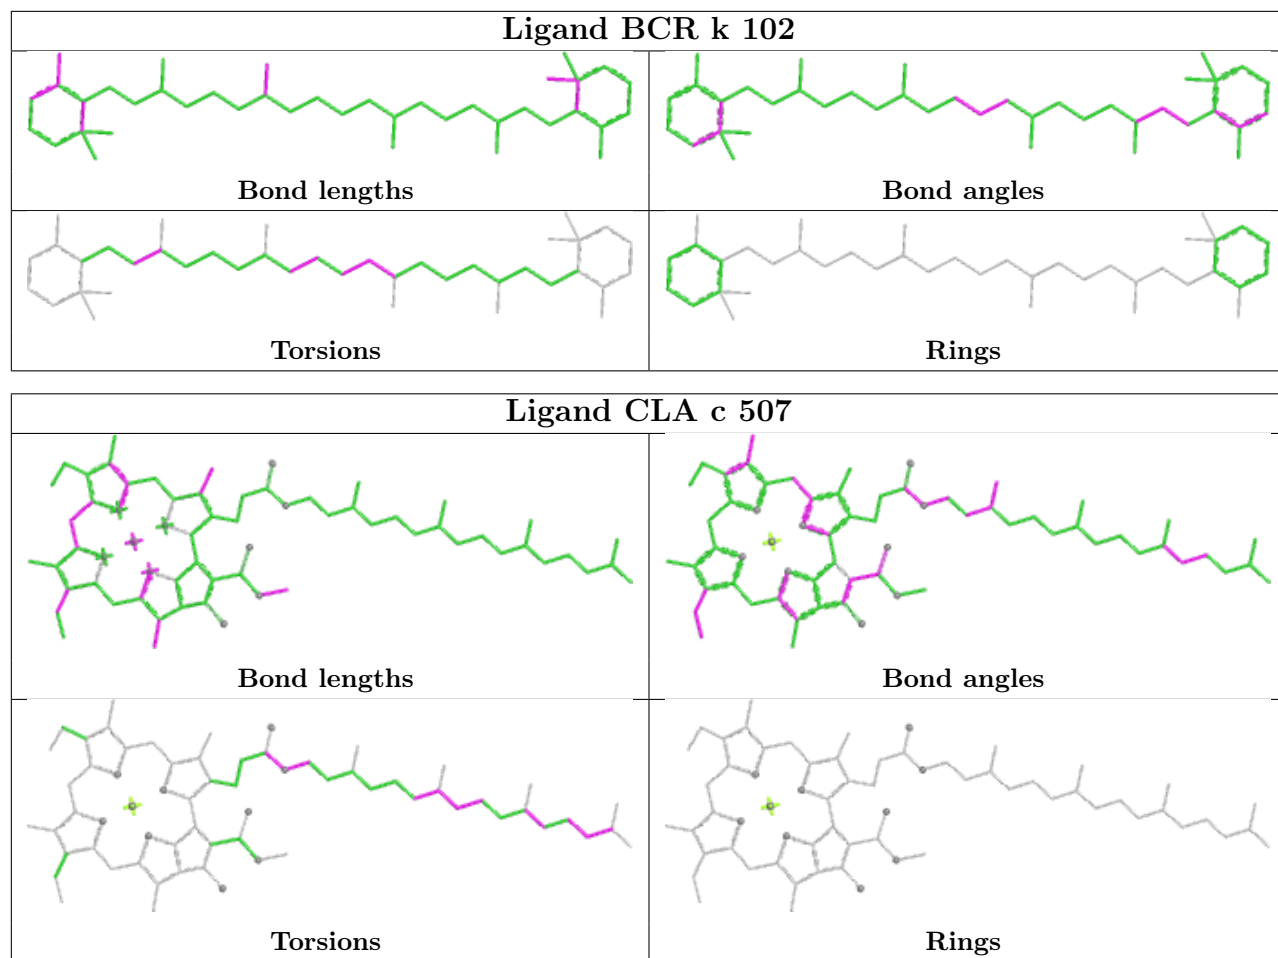 Ligand BCR k 102
Bond lengths
Bond angles
Torsions
Rings
Ligand CLA c 507
Bond lengths
Bond angles
Torsions
Rings